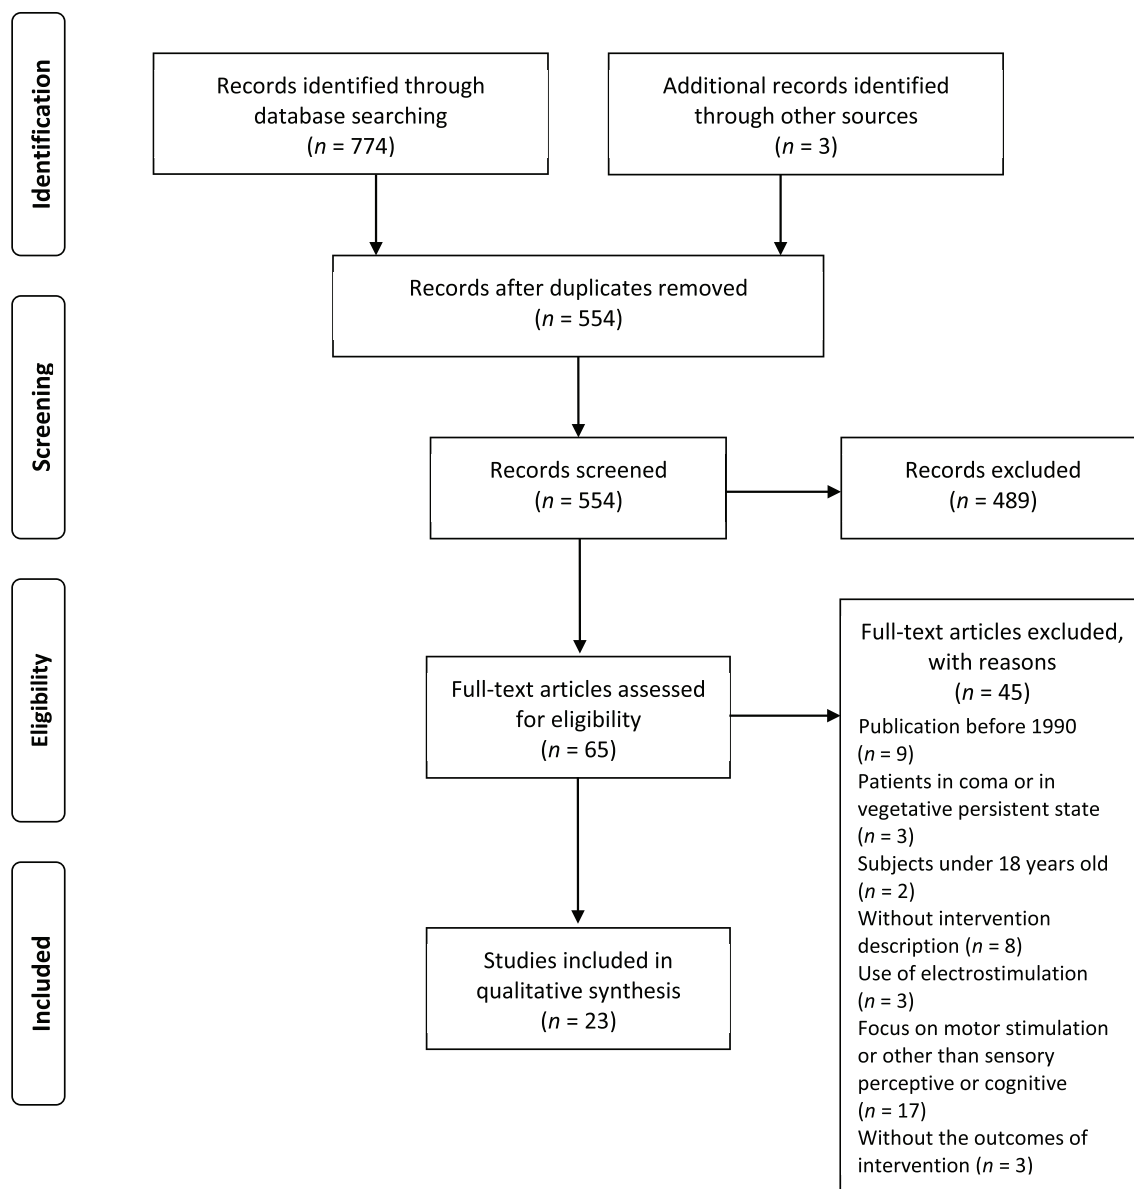 Identification
Records identified through
database searching
(n = 774)
Additional records identified
through other sources
(n = 3)
Records after duplicates removed
(n = 554)
Screening
Records screened
(n = 554)
Records excluded
(n = 489)
Eligibility
Full-text articles assessed
for eligibility
(n = 65)
Full-text articles excluded,
with reasons
(n = 45)
Publication before 1990
(n = 9)
Patients in coma or in
vegetative persistent state
(n = 3)
Subjects under 18 years old
(n = 2)
Without intervention
description (n = 8)
Use of electrostimulation
(n = 3)
Focus on motor stimulation
or other than sensory
perceptive or cognitive
(n = 17)
Without the outcomes of
intervention (n = 3)
Included
Studies included in
qualitative synthesis
(n = 23)